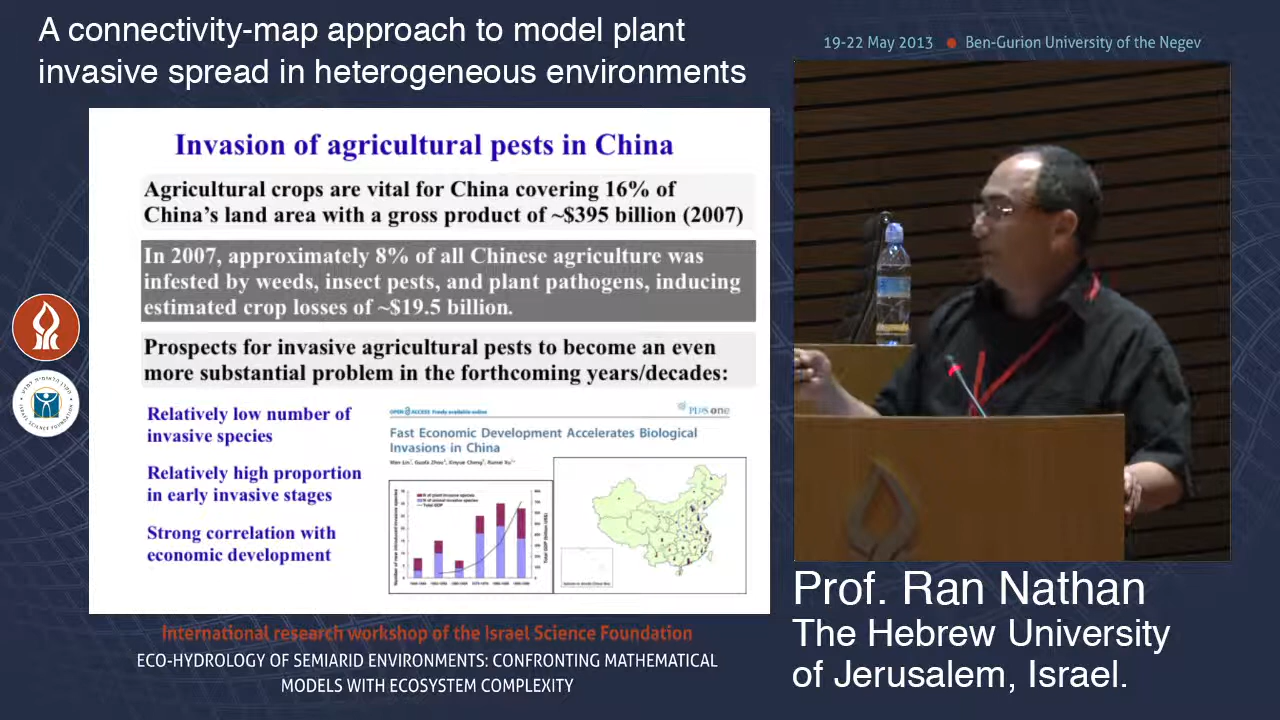 A connectivity-map approach to model plant
invasive spread in heterogeneous environments
19-22 May 2013 ● Ben-Gurion University of the Negev
Invasion of agricultural pests in China
Agricultural crops are vital for China covering 16% of
China's land area with a gross product of ~$395 billion (2007)
In 2007, approximately 8% of all Chinese agriculture was
infested by weeds, insect pests, and plant pathogens, inducing
estimated crop losses of ~$19.5 billion.
Prospects for invasive agricultural pests to become an even
more substantial problem in the forthcoming years/decades:
Relatively low number of
invasive species
Relatively high proportion
in early invasive stages
Strong correlation with
economic development
OPEN ACCESS Freely available online
PLoS one
Fast Economic Development Accelerates Biological
Invasions in China
International research workshop of the Israel Science Foundation
ECO-HYDROLOGY OF SEMIARID ENVIRONMENTS: CONFRONTING MATHEMATICAL
MODELS WITH ECOSYSTEM COMPLEXITY
Prof. Ran Nathan
The Hebrew University
of Jerusalem, Israel.